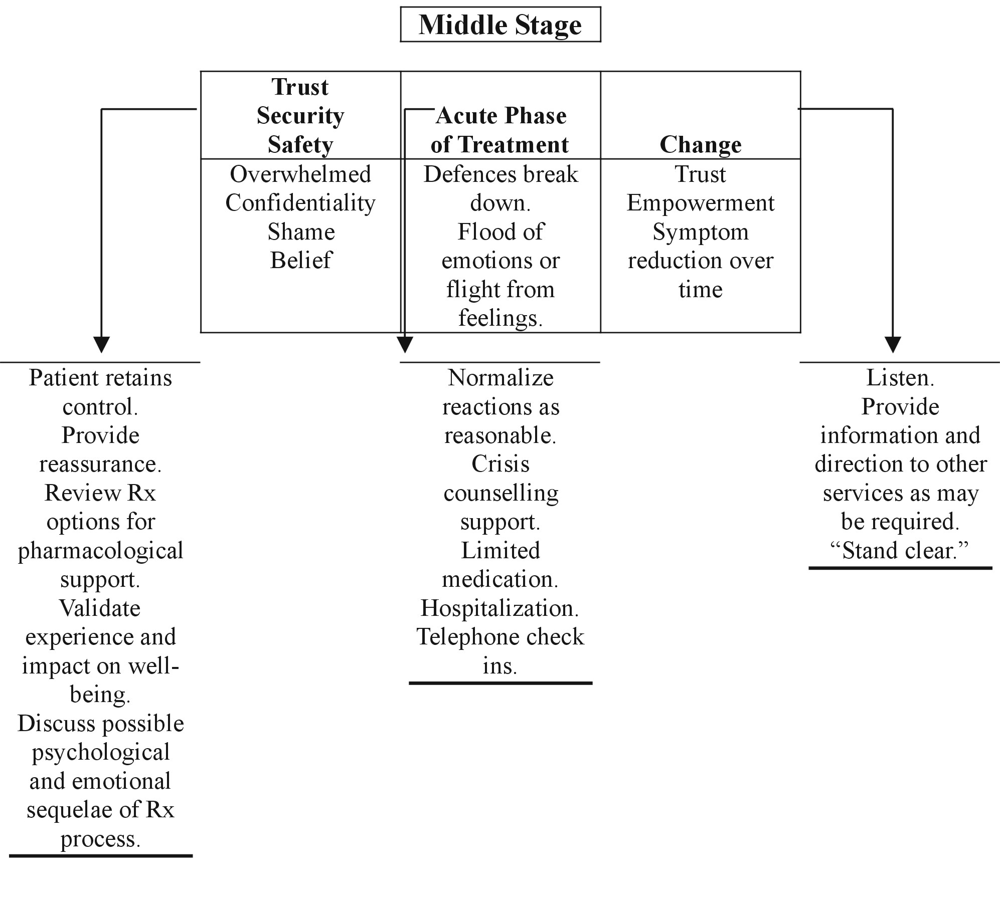 Middle Stage
Trust
Security
Safety
Acute Phase
of Treatment
Change
Overwhelmed
Confidentiality
Shame
Belief
Defences break
down.
Flood of
emotions or
flight from
feelings.
Trust
Empowerment
Symptom
reduction over
time
Patient retains
control.
Provide
reassurance.
Review Rx
options for
pharmacological
support.
Validate
experience and
impact on well-
being.
Discuss possible
psychological
and emotional
sequelae of Rx
process.
Normalize
reactions as
reasonable.
Crisis
counselling
support.
Limited
medication.
Hospitalization.
Telephone check
ins.
Listen.
Provide
information and
direction to other
services as may
be required.
“Stand clear.”